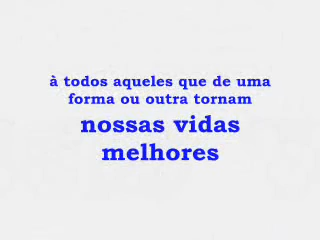 à todos aqueles que de uma
forma ou outra tornam
nossas vidas
melhores